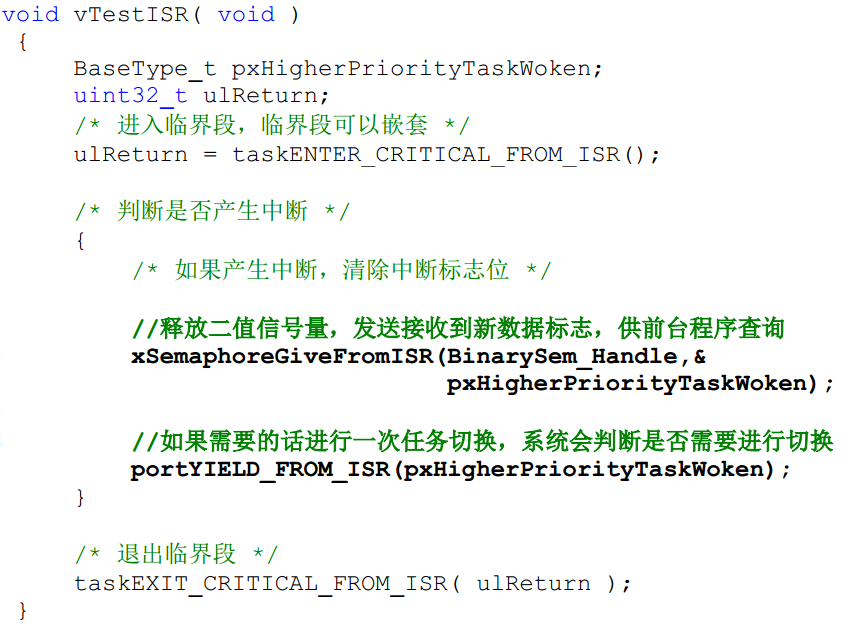 void vTestISR( void )
{
BaseType_t pxHigherPriorityTaskWoken;
uint32_t ulReturn;
/* 进入临界段，临界段可以嵌套 */
ulReturn = taskENTER_CRITICAL_FROM_ISR();
/* 判断是否产生中断 */
{
/* 如果产生中断，清除中断标志位 */
//释放二值信号量，发送接收到新数据标志，供前台程序查询
xSemaphoreGiveFromISR(BinarySem_Handle,&
pxHigherPriorityTaskWoken);
//如果需要的话进行一次任务切换，系统会判断是否需要进行切换
portYIELD_FROM_ISR(pxHigherPriorityTaskWoken);
}
/* 退出临界段 */
taskEXIT_CRITICAL_FROM_ISR( ulReturn );
}